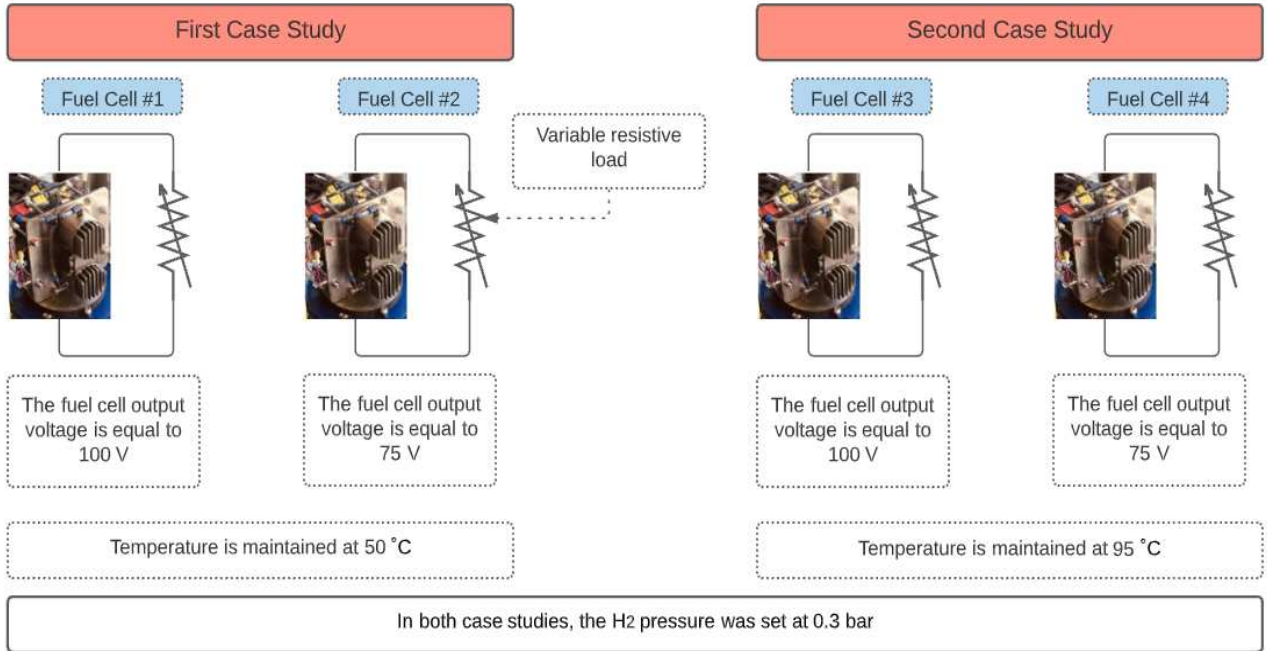 First Case Study
Second Case Study
Fuel Cell #1
Fuel Cell #2
Fuel Cell #3
Fuel Cell #4
Variable resistive
load
The fuel cell output
voltage is equal to
100 V
The fuel cell output
voltage is equal to
75 V
The fuel cell output
voltage is equal to
100 V
The fuel cell output
voltage is equal to
75 V
Temperature is maintained at 50 ˚C
Temperature is maintained at 95 ˚C
In both case studies, the H2 pressure was set at 0.3 bar